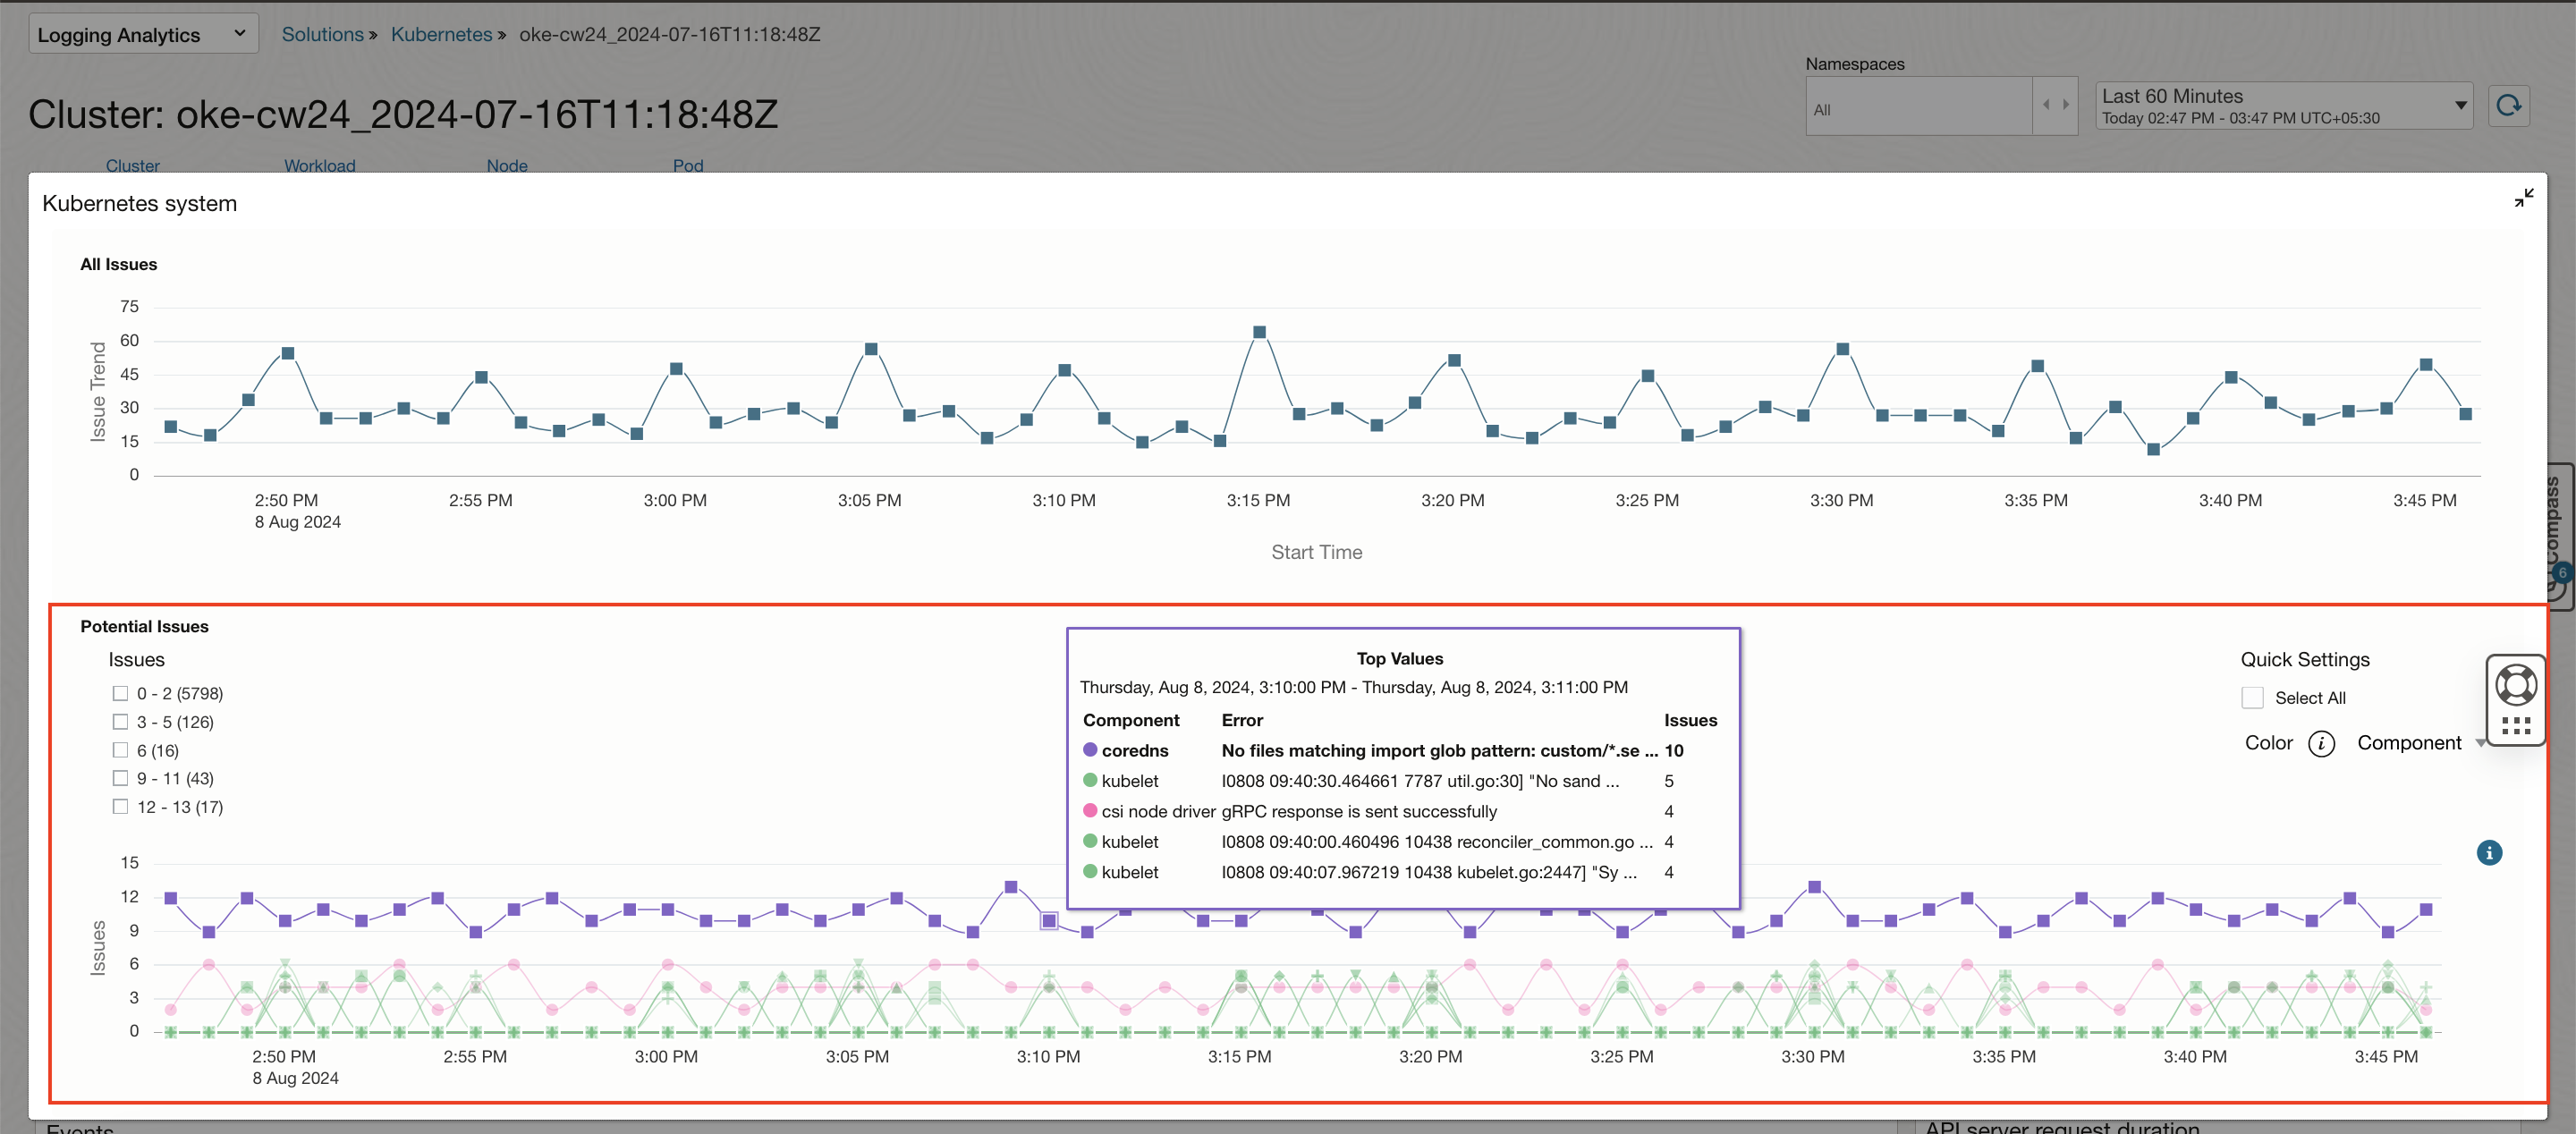 Logging Analytics
Solutions » Kubernetes » oke-cw24_2024-07-16T11:18:48Z
Namespaces
All
Last 60 Minutes
Today 02:47 PM - 03:47 PM UTC+05:30
Cluster: oke-cw24_2024-07-16T11:18:48Z
Cluster Workload Node Pod
Kubernetes system
All Issues
75
60
45
30
15
0
Issue Trend
2:50 PM 2:55 PM 3:00 PM 3:05 PM 3:10 PM 3:15 PM 3:20 PM 3:25 PM 3:30 PM 3:35 PM 3:40 PM 3:45 PM
8 Aug 2024
Start Time
Compass
6
Potential Issues
Issues
0 - 2 (5798)
3 - 5 (126)
6 (16)
9 - 11 (43)
12 - 13 (17)
Top Values
Thursday, Aug 8, 2024, 3:10:00 PM - Thursday, Aug 8, 2024, 3:11:00 PM
Component Error Issues
coredns No files matching import glob pattern: custom/*.se ... 10
kubelet I0808 09:40:30.464661 7787 util.go:30] "No sand ... 5
csi node driver gRPC response is sent successfully 4
kubelet I0808 09:40:00.460496 10438 reconciler_common.go ... 4
kubelet I0808 09:40:07.967219 10438 kubelet.go:2447] "Sy ... 4
Quick Settings
Select All
Color i Component
i
15
12
9
6
3
0
Issues
2:50 PM 2:55 PM 3:00 PM 3:05 PM 3:10 PM 3:15 PM 3:20 PM 3:25 PM 3:30 PM 3:35 PM 3:40 PM 3:45 PM
8 Aug 2024
Events
API server request duration